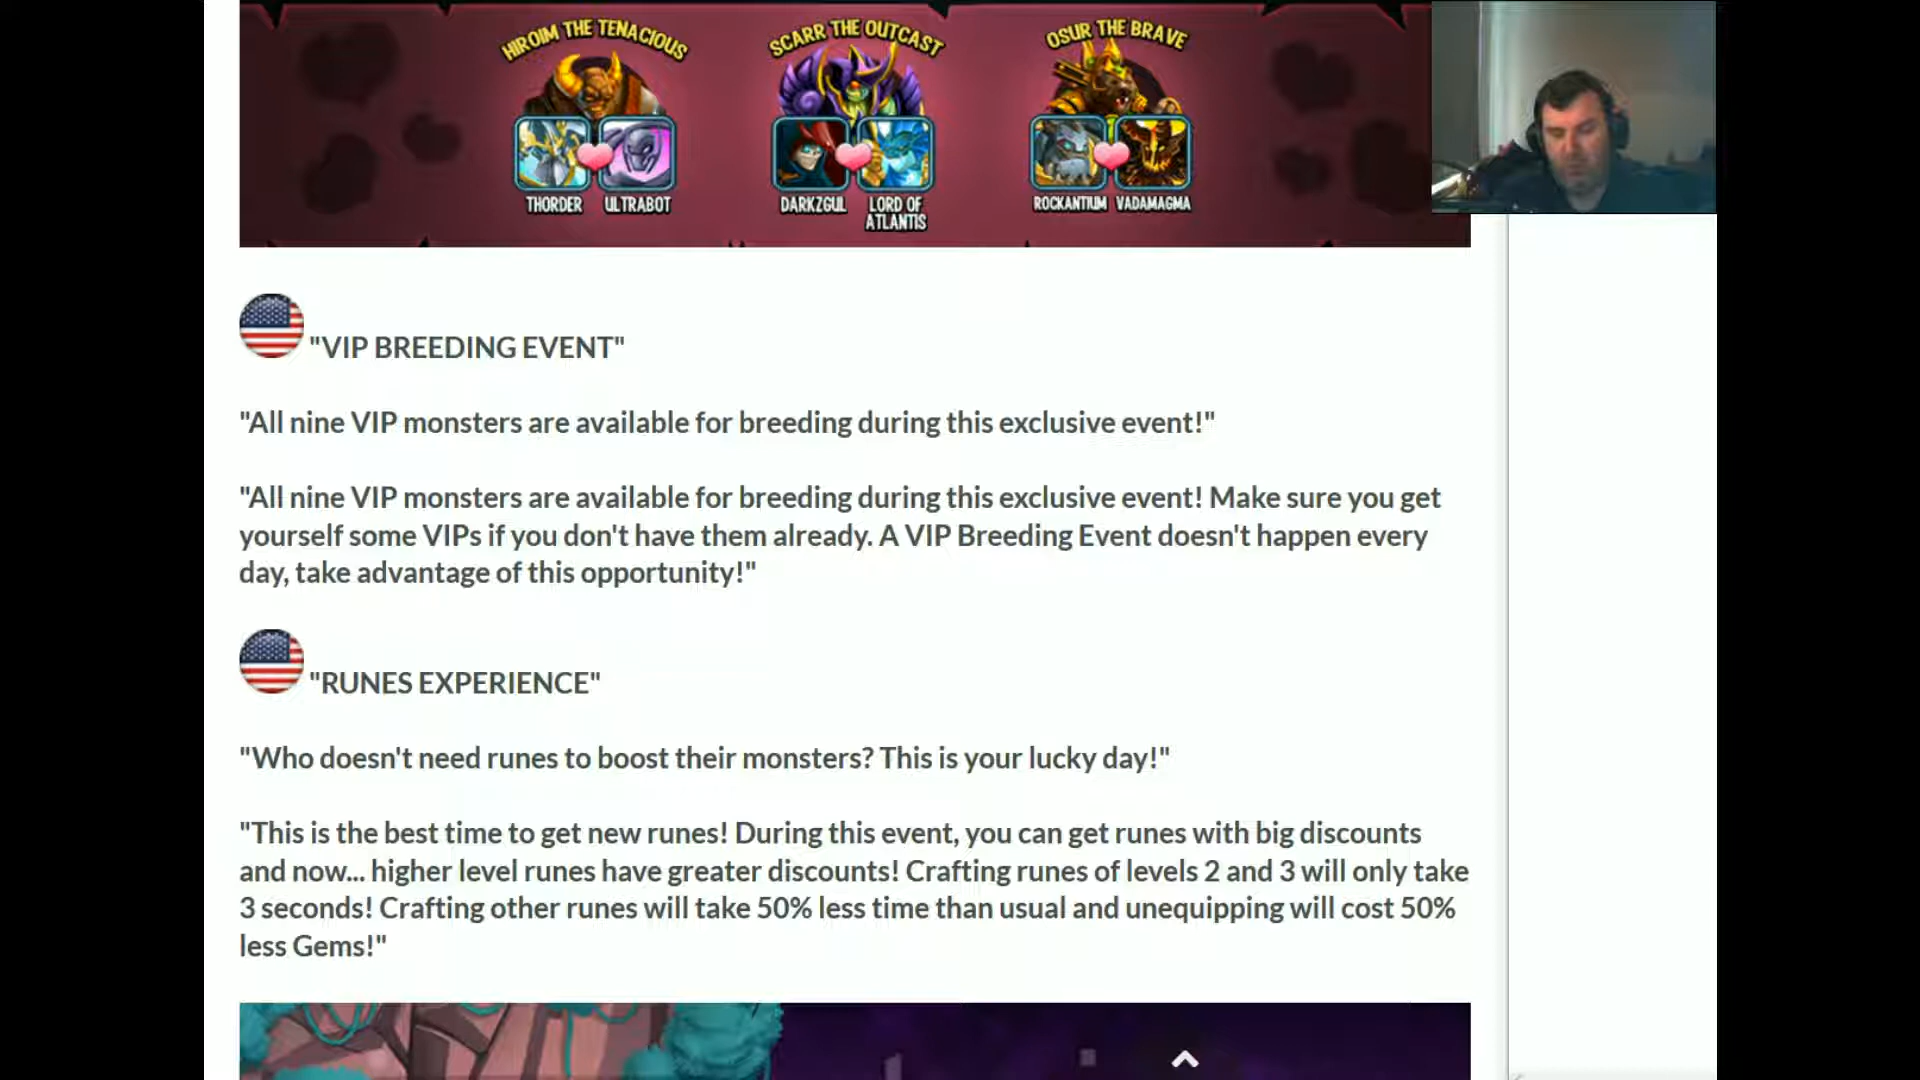 HIROIM THE TENACIOUS
SCARR THE OUTCAST
OSUR THE BRAVE
THORDER
ULTRABOT
DARKZGUL
LORD OF
ATLANTIS
ROCKANTIUM
VADAMAGMA
"VIP BREEDING EVENT"
"All nine VIP monsters are available for breeding during this exclusive event!"
"All nine VIP monsters are available for breeding during this exclusive event! Make sure you get
yourself some VIPs if you don't have them already. A VIP Breeding Event doesn't happen every
day, take advantage of this opportunity!"
"RUNES EXPERIENCE"
"Who doesn't need runes to boost their monsters? This is your lucky day!"
"This is the best time to get new runes! During this event, you can get runes with big discounts
and now... higher level runes have greater discounts! Crafting runes of levels 2 and 3 will only take
3 seconds! Crafting other runes will take 50% less time than usual and unequipping will cost 50%
less Gems!"